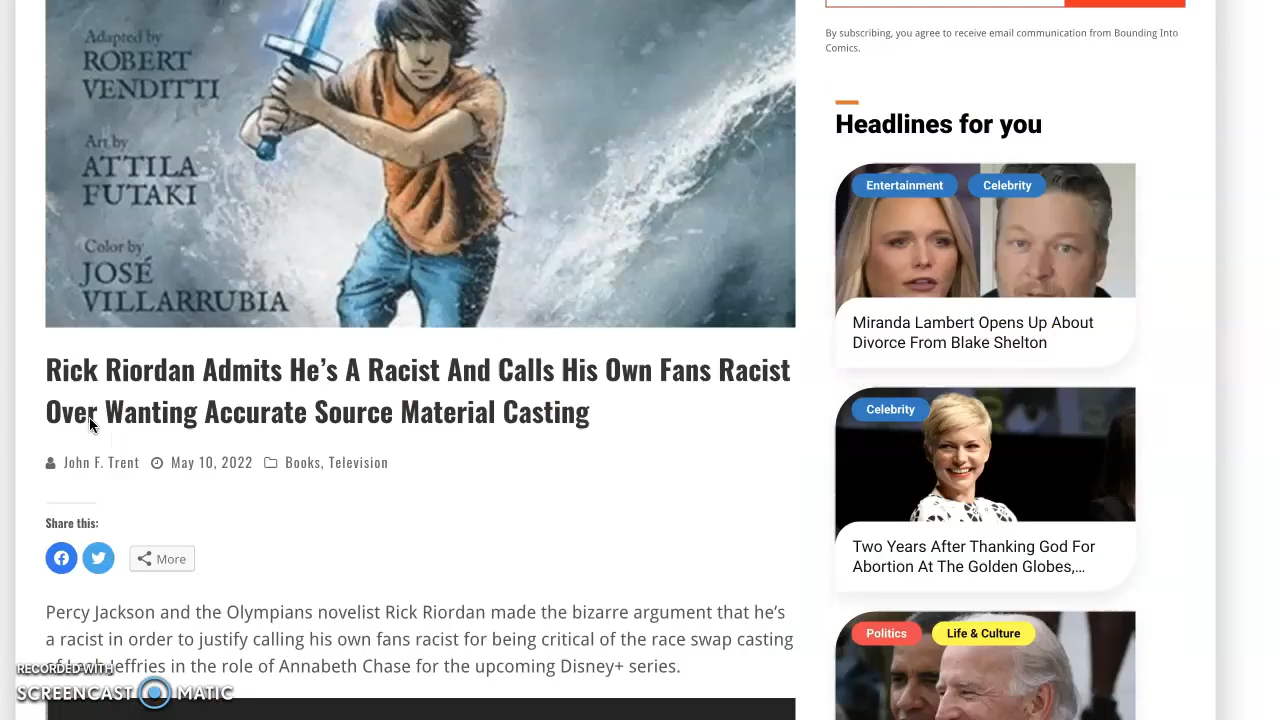 Adapted by
ROBERT
VENDITTI
Art by
ATTILA
FUTAKI
Color by
JOSÉ
VILLARRUBIA
Rick Riordan Admits He’s A Racist And Calls His Own Fans Racist
Over Wanting Accurate Source Material Casting
John F. Trent May 10, 2022 Books, Television
Share this:
More
Percy Jackson and the Olympians novelist Rick Riordan made the bizarre argument that he’s
a racist in order to justify calling his own fans racist for being critical of the race swap casting
Jeffries in the role of Annabeth Chase for the upcoming Disney+ series.
RECORDED WITH
SCREENCAST MATIC
By subscribing, you agree to receive email communication from Bounding Into
Comics.
Headlines for you
Entertainment Celebrity
Miranda Lambert Opens Up About
Divorce From Blake Shelton
Celebrity
Two Years After Thanking God For
Abortion At The Golden Globes,...
Politics Life & Culture